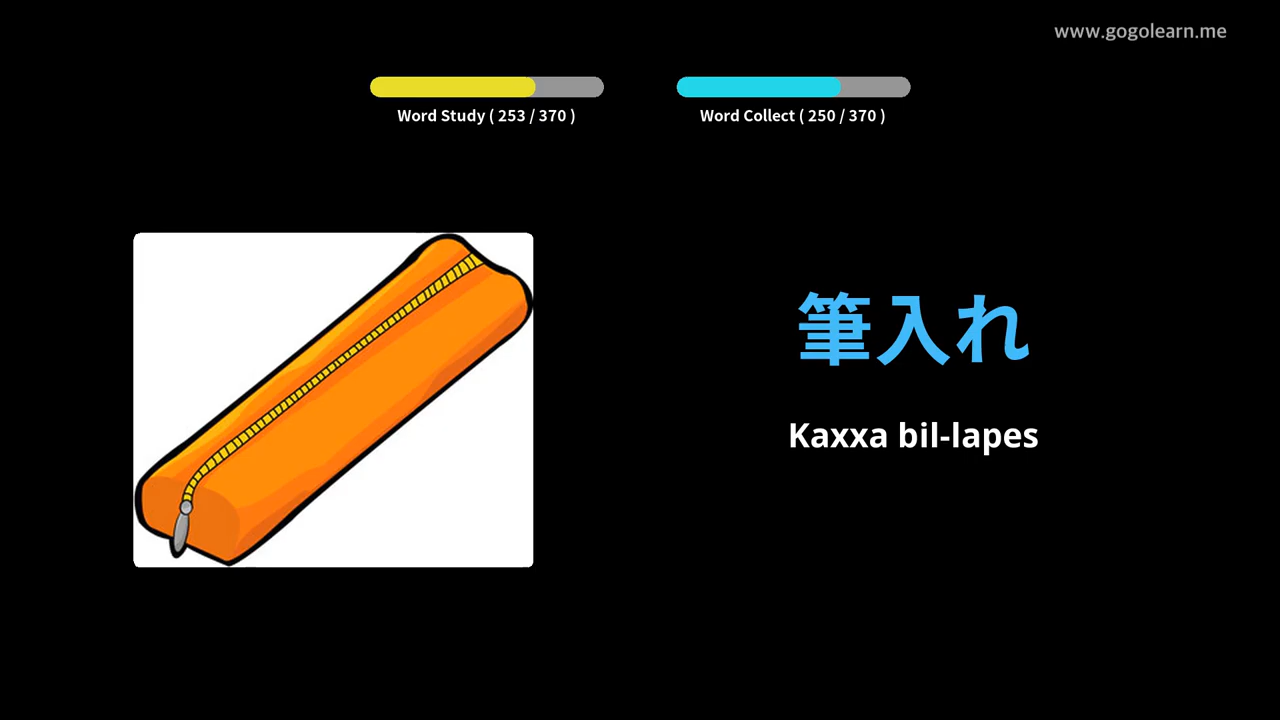 www.gogolearn.me
Word Study ( 253 / 370 )
Word Collect ( 250 / 370 )
筆入れ
Kaxxa bil-lapes